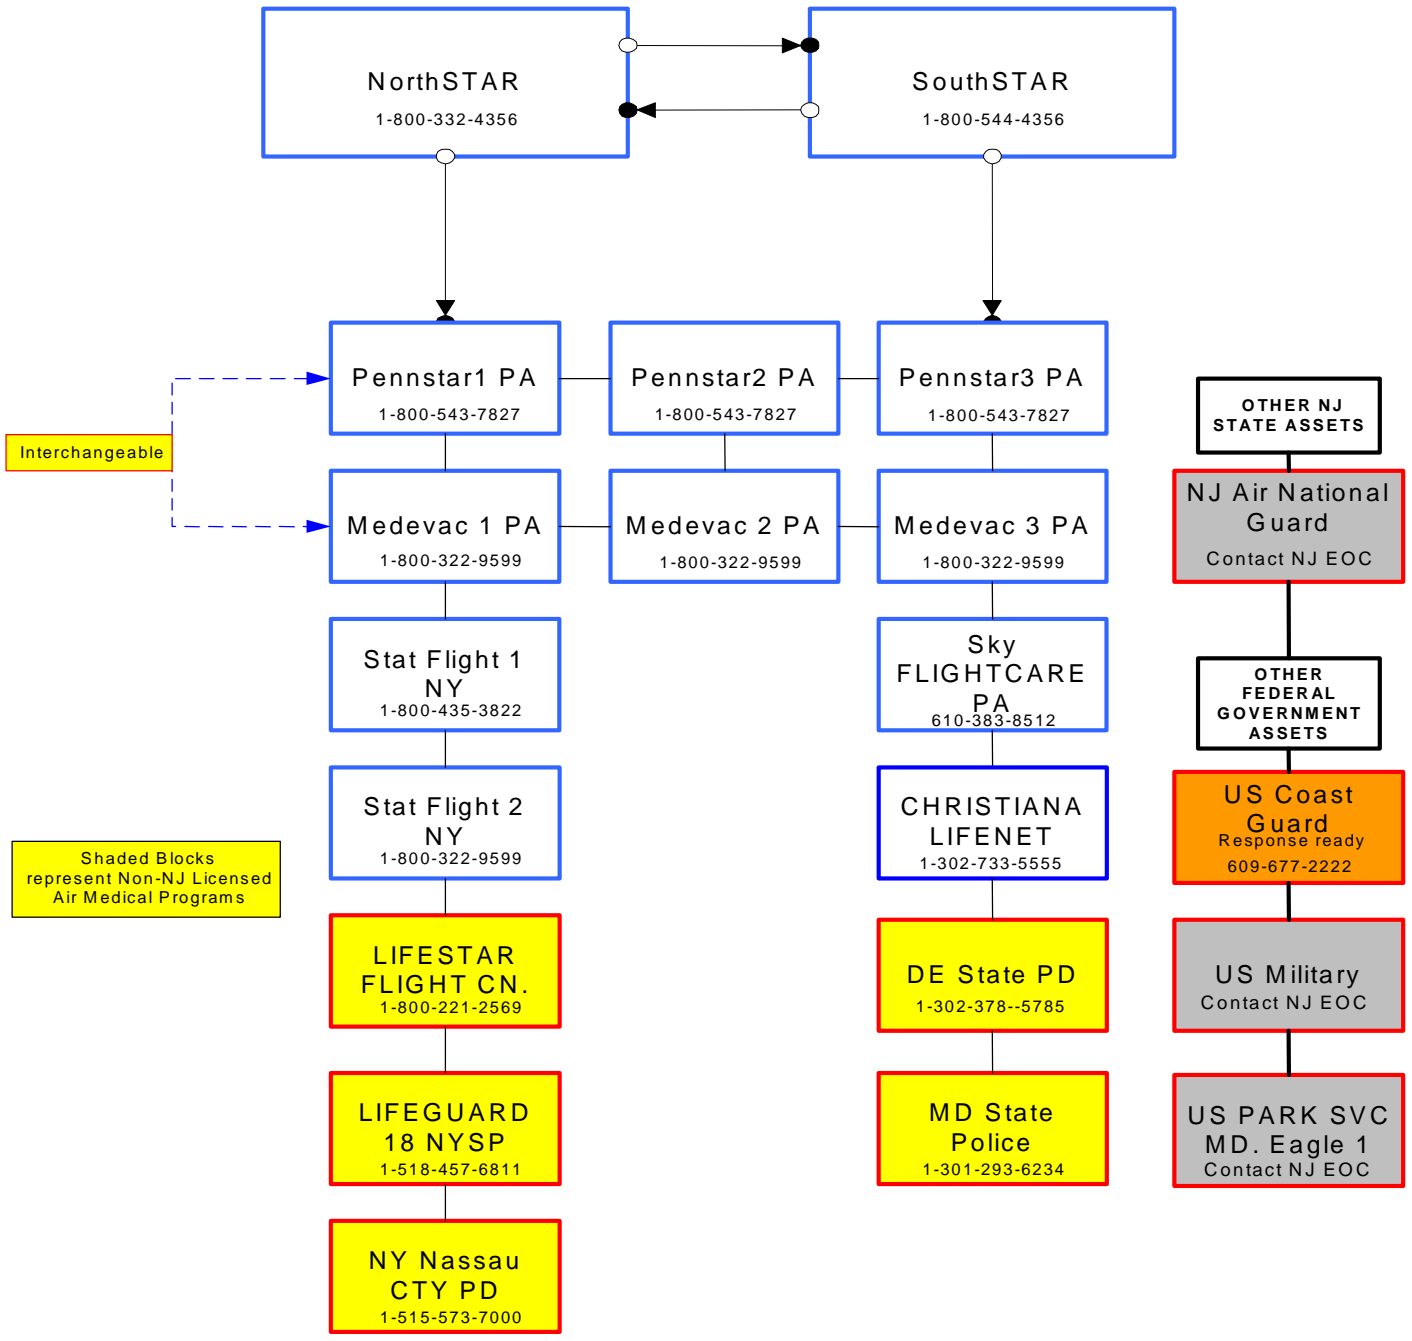 NorthSTAR
1-800-332-4356
SouthSTAR
1-800-544-4356
Pennstar1 PA
1-800-543-7827
Pennstar2 PA
1-800-543-7827
Pennstar3 PA
1-800-543-7827
Interchangeable
Medevac 1 PA
1-800-322-9599
Medevac 2 PA
1-800-322-9599
Medevac 3 PA
1-800-322-9599
Stat Flight 1
NY
1-800-435-3822
Sky
FLIGHTCARE
PA
610-383-8512
Stat Flight 2
NY
1-800-322-9599
CHRISTIANA
LIFENET
1-302-733-5555
Shaded Blocks
represent Non-NJ Licensed
Air Medical Programs
LIFESTAR
FLIGHT CN.
1-800-221-2569
DE State PD
1-302-378--5785
LIFEGUARD
18 NYSP
1-518-457-6811
MD State
Police
1-301-293-6234
NY Nassau
CTY PD
1-515-573-7000
OTHER NJ
STATE ASSETS
NJ Air National
Guard
Contact NJ EOC
OTHER
FEDERAL
GOVERNMENT
ASSETS
US Coast
Guard
Response ready
609-677-2222
US Military
Contact NJ EOC
US PARK SVC
MD. Eagle 1
Contact NJ EOC